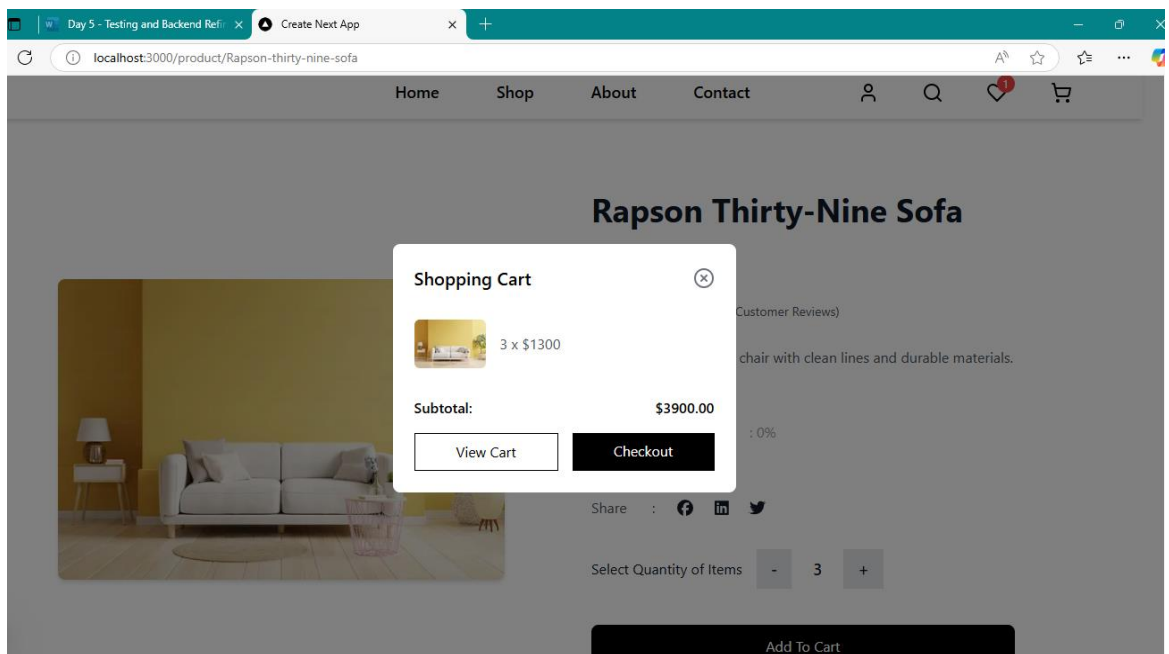 Day 5 - Testing and Backend Refi
Create Next App
localhost:3000/product/Rapson-thirty-nine-sofa
Home Shop About Contact 1
Rapson Thirty-Nine Sofa
Shopping Cart
Customer Reviews)
3 x $1300
chair with clean lines and durable materials.
Subtotal: $3900.00
: 0%
View Cart Checkout
Share :
Select Quantity of Items - 3 +
Add To Cart